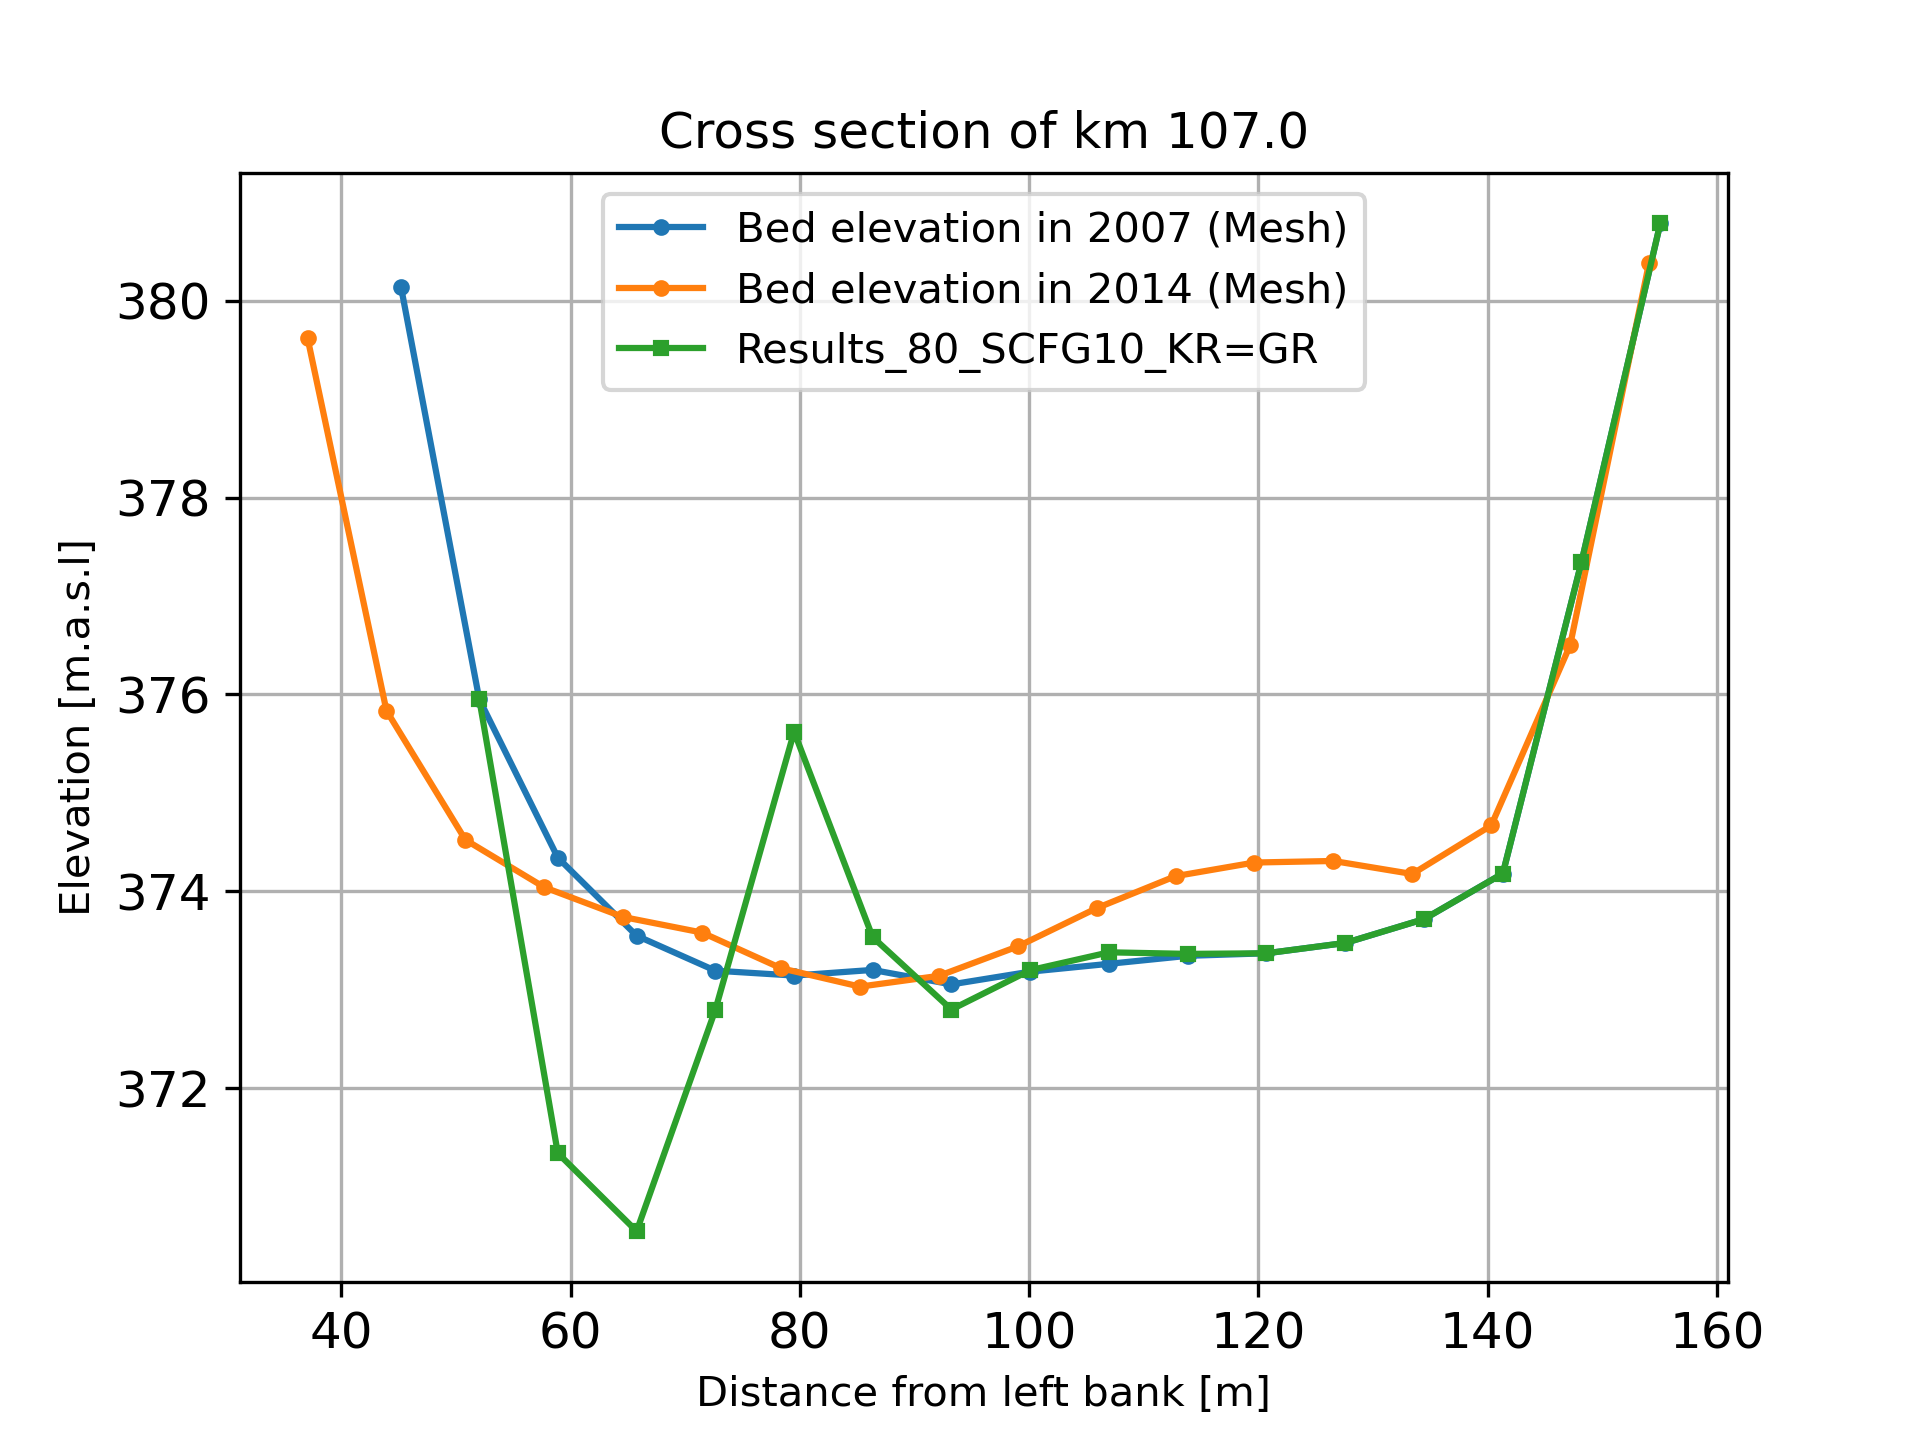 Cross section of km 107.0
Bed elevation in 2007 (Mesh)
Bed elevation in 2014 (Mesh)
Results_80_SCFG10_KR=GR
Elevation [m.a.s.l]
380
378
376
374
372
40 60 80 100 120 140 160
Distance from left bank [m]